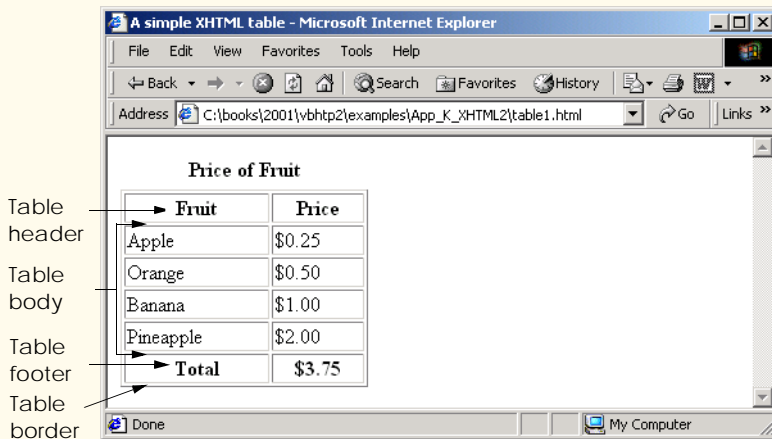 A simple XHTML table - Microsoft Internet Explorer
File Edit View Favorites Tools Help
Back Search Favorites History »
Address C:\books\2001\vbhtp2\examples\App_K_XHTML2\table1.html Go Links »
Price of Fruit
Table header
Fruit Price
Apple $0.25
Orange $0.50
Table body
Banana $1.00
Pineapple $2.00
Table footer
Total $3.75
Table border
Done My Computer